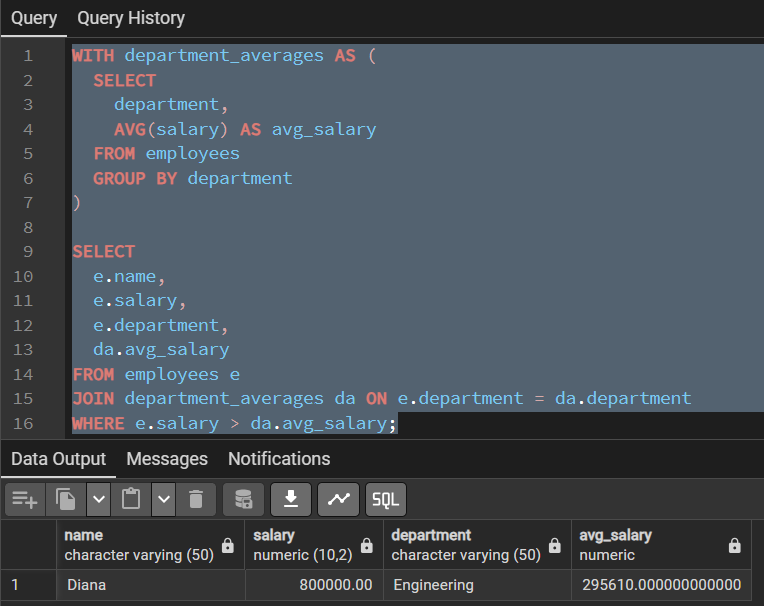 Query Query History
1 WITH department_averages AS (
2 SELECT
3 department,
4 AVG(salary) AS avg_salary
5 FROM employees
6 GROUP BY department
7 )
8
9 SELECT
10 e.name,
11 e.salary,
12 e.department,
13 da.avg_salary
14 FROM employees e
15 JOIN department_averages da ON e.department = da.department
16 WHERE e.salary > da.avg_salary;
Data Output Messages Notifications
SQL
name salary department avg_salary
character varying (50) numeric (10,2) character varying (50) numeric
1 Diana 800000.00 Engineering 295610.000000000000